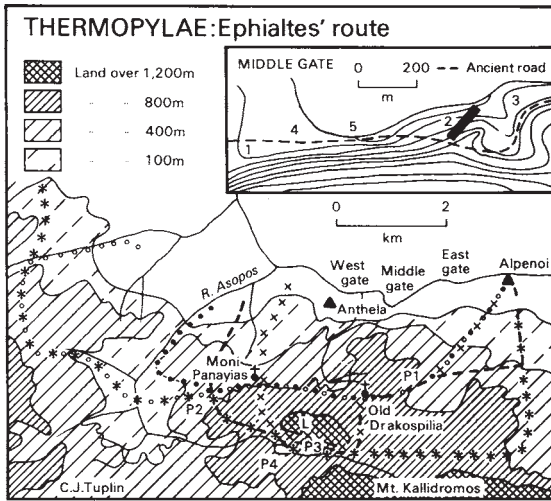 THERMOPYLAE: Ephialtes' route
Land over 1,200m
" " 800m
" " 400m
" " 100m
MIDDLE GATE
0 200
m
Ancient road
1
4
5
2
3
0 2
km
R. Asopos
West gate
Middle gate
East gate
Alpenoi
Anthela
Moni Panayias
P1
P2
Old Drakospilia
L
P3
P4
C.J.Tuplin
Mt. Kallidromos